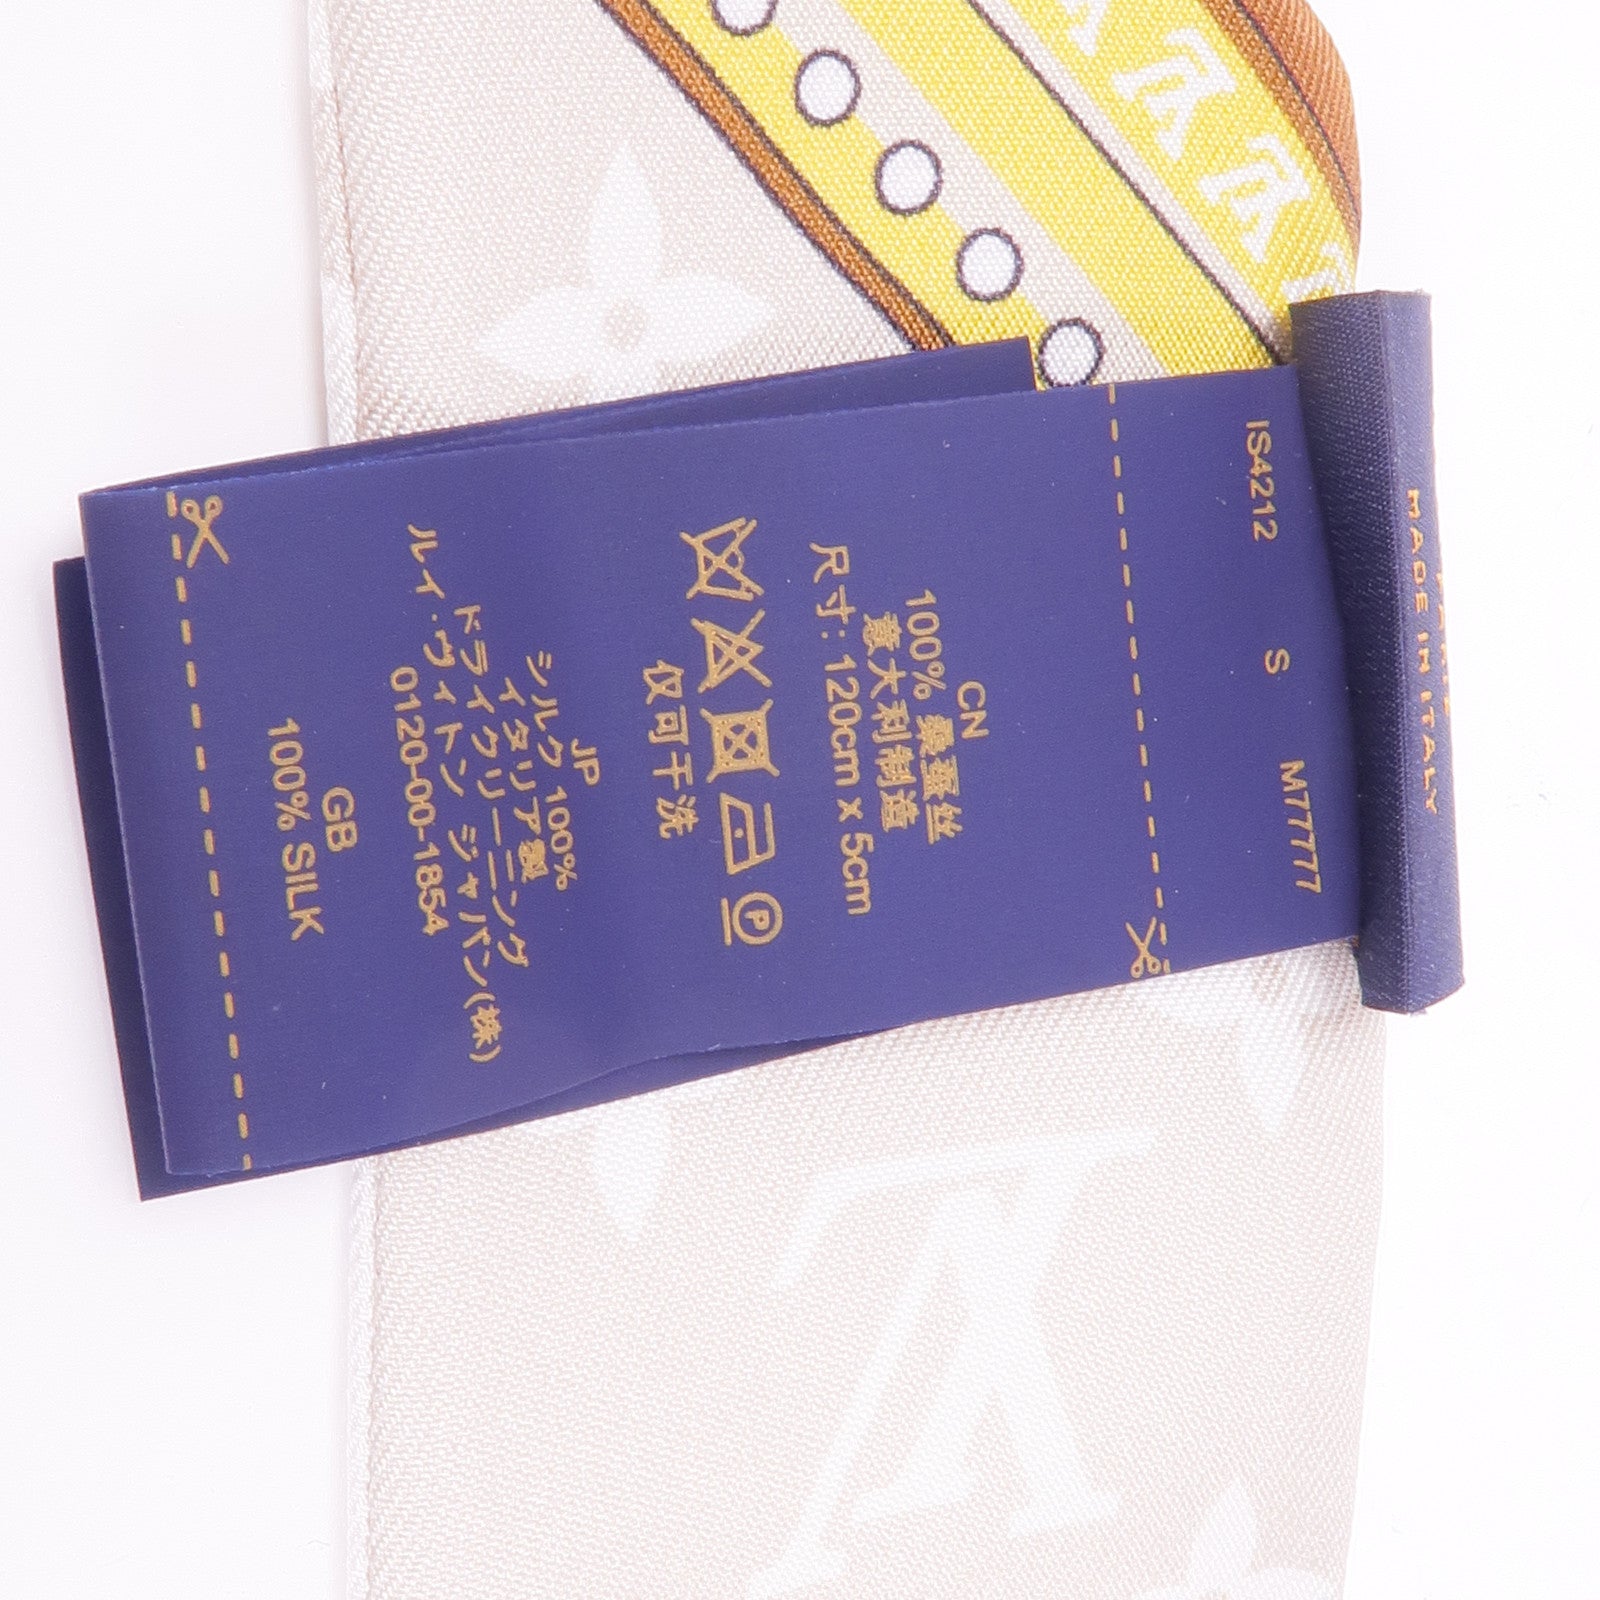 IS4212 S M77777
CN
100% 桑蚕丝
意大利制造
尺寸: 120cm x 5cm
P
仅可干洗
JP
シルク 100%
イタリア製
ドライクリーニング
ルイ・ヴィトン ジャパン(株)
0120-00-1854
GB
100% SILK
MADE IN ITALY